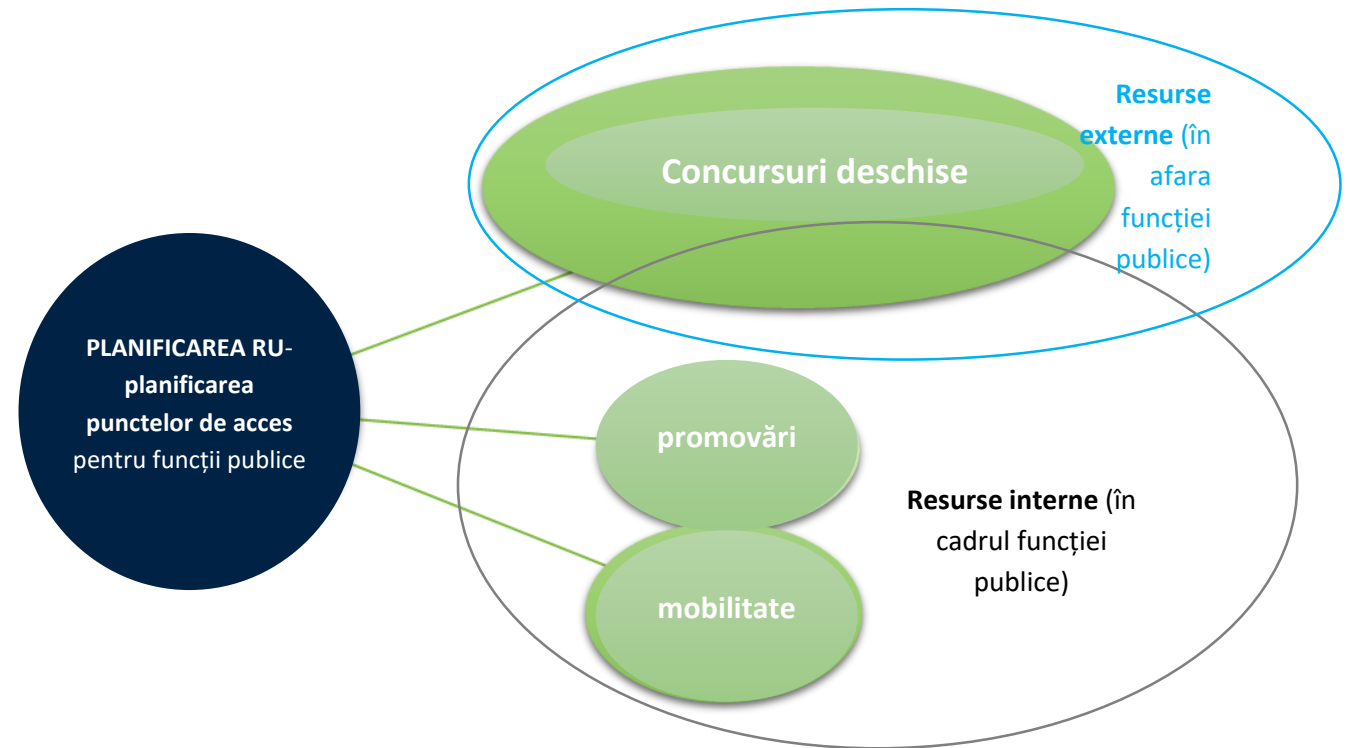 Resurse
externe (în
afara
funcției
publice)
Concursuri deschise
PLANIFICAREA RU-
planificarea
punctelor de acces
pentru funcții publice
promovări
Resurse interne (în
cadrul funcției
publice)
mobilitate